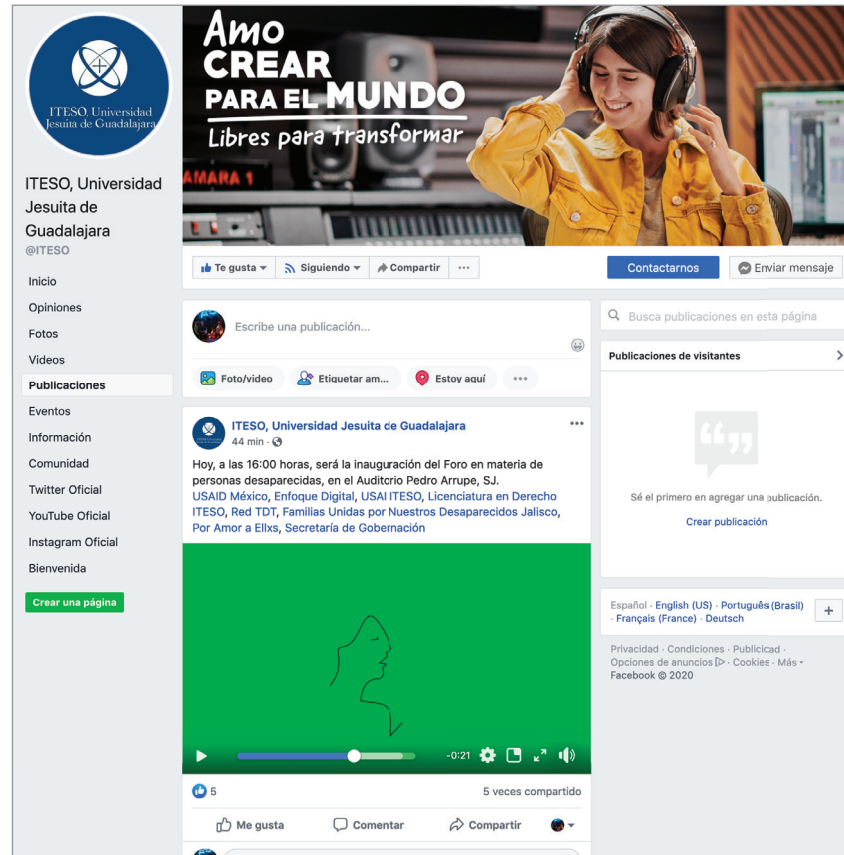 ITESO, Universidad
Jesuita de Guadalajara
Amo
CREAR
PARA EL MUNDO
Libres para transformar
AMARA 1
ITESO, Universidad
Jesuita de
Guadalajara
@ITESO
Inicio
Opiniones
Fotos
Videos
Publicaciones
Eventos
Información
Comunidad
Twitter Oficial
YouTube Oficial
Instagram Oficial
Bienvenida
Crear una página
Te gusta
Siguiendo
Compartir
Contactarnos
Enviar mensaje
Escribe una publicación...
Foto/video
Etiquetar am...
Estoy aquí
ITESO, Universidad Jesuita de Guadalajara
44 min ·
Hoy, a las 16:00 horas, será la inauguración del Foro en materia de
personas desaparecidas, en el Auditorio Pedro Arrupe, SJ.
USAID México, Enfoque Digital, USAI ITESO, Licenciatura en Derecho
ITESO, Red TDT, Familias Unidas por Nuestros Desaparecidos Jalisco,
Por Amor a Ellxs, Secretaría de Gobernación
-0:21
5
5 veces compartido
Me gusta
Comentar
Compartir
Busca publicaciones en esta página
Publicaciones de visitantes
Sé el primero en agregar una publicación.
Crear publicación
Español · English (US) · Português (Brasil)
· Français (France) · Deutsch
Privacidad · Condiciones · Publicidad ·
Opciones de anuncios · Cookies · Más
Facebook © 2020